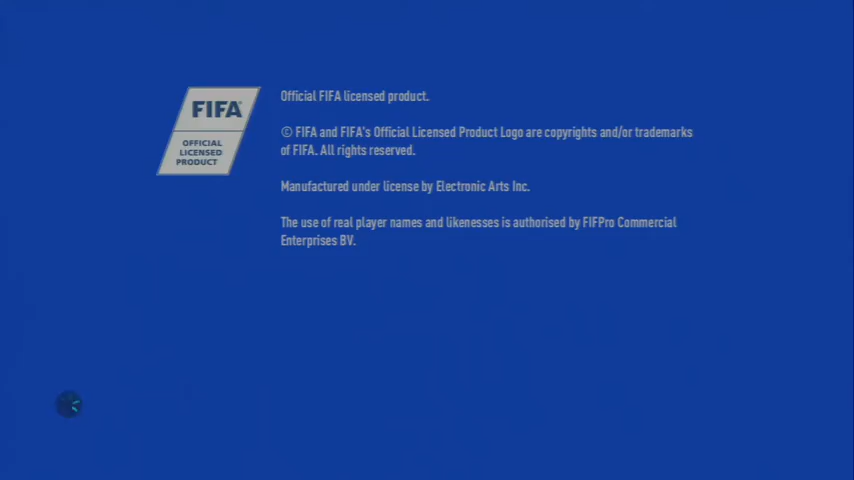 FIFA
OFFICIAL
LICENSED
PRODUCT
Official FIFA licensed product.
© FIFA and FIFA's Official Licensed Product Logo are copyrights and/or trademarks
of FIFA. All rights reserved.
Manufactured under license by Electronic Arts Inc.
The use of real player names and likenesses is authorised by FIFPro Commercial
Enterprises BV.